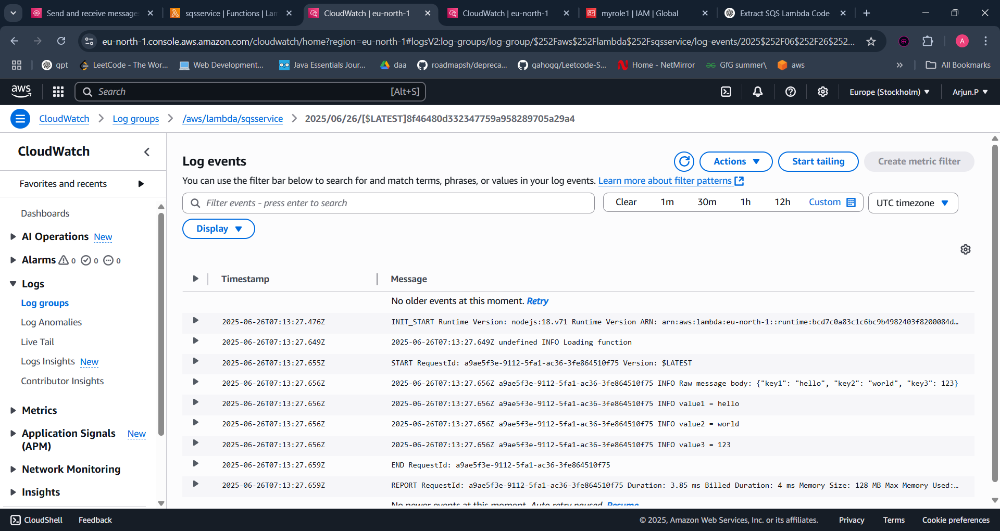 Send and receive message
sqsservice | Functions | Lam
CloudWatch | eu-north-1
CloudWatch | eu-north-1
myrole1 | IAM | Global
Extract SQS Lambda Code
eu-north-1.console.aws.amazon.com/cloudwatch/home?region=eu-north-1#logsV2:log-groups/log-group/$252Faws$252Flambda$252Fsqsservice/log-events/2025$252F06$252F26$252...
A
gpt
LeetCode - The Wor...
Web Development...
Java Essentials Jour...
daa
roadmapsh/depreca...
gahogg/Leetcode-S...
Home - NetMirror
GfG summer\
aws
All Bookmarks
aws
Search
[Alt+S]
Europe (Stockholm)
Arjun.P
CloudWatch
Log groups
/aws/lambda/sqsservice
2025/06/26/[$LATEST]8f46480d332347759a958289705a29a4
CloudWatch
Favorites and recents
Dashboards
AI Operations New
Alarms 0 0 0
Logs
Log groups
Log Anomalies
Live Tail
Logs Insights New
Contributor Insights
Metrics
Application Signals New
(APM)
Network Monitoring
Insights
Log events
Actions
Start tailing
Create metric filter
You can use the filter bar below to search for and match terms, phrases, or values in your log events. Learn more about filter patterns
Filter events - press enter to search
Clear 1m 30m 1h 12h Custom
UTC timezone
Display
Timestamp Message
No older events at this moment. Retry
2025-06-26T07:13:27.476Z INIT_START Runtime Version: nodejs:18.v71 Runtime Version ARN: arn:aws:lambda:eu-north-1::runtime:bcd7c0a83c1c6bc9b4982403f8200084d…
2025-06-26T07:13:27.649Z 2025-06-26T07:13:27.649Z undefined INFO Loading function
2025-06-26T07:13:27.655Z START RequestId: a9ae5f3e-9112-5fa1-ac36-3fe864510f75 Version: $LATEST
2025-06-26T07:13:27.656Z 2025-06-26T07:13:27.656Z a9ae5f3e-9112-5fa1-ac36-3fe864510f75 INFO Raw message body: {"key1": "hello", "key2": "world", "key3": 123}
2025-06-26T07:13:27.656Z 2025-06-26T07:13:27.656Z a9ae5f3e-9112-5fa1-ac36-3fe864510f75 INFO value1 = hello
2025-06-26T07:13:27.656Z 2025-06-26T07:13:27.656Z a9ae5f3e-9112-5fa1-ac36-3fe864510f75 INFO value2 = world
2025-06-26T07:13:27.656Z 2025-06-26T07:13:27.656Z a9ae5f3e-9112-5fa1-ac36-3fe864510f75 INFO value3 = 123
2025-06-26T07:13:27.659Z END RequestId: a9ae5f3e-9112-5fa1-ac36-3fe864510f75
2025-06-26T07:13:27.659Z REPORT RequestId: a9ae5f3e-9112-5fa1-ac36-3fe864510f75 Duration: 3.85 ms Billed Duration: 4 ms Memory Size: 128 MB Max Memory Used:…
No newer events at this moment. Auto retry paused. Resume
CloudShell
Feedback
© 2025, Amazon Web Services, Inc. or its affiliates.
Privacy
Terms
Cookie preferences